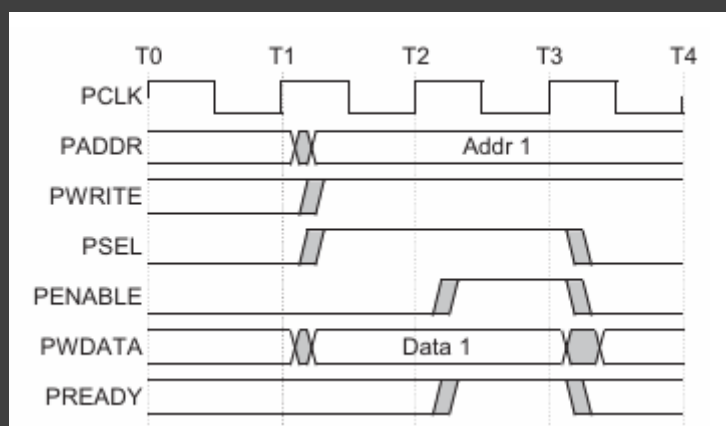 T0 T1 T2 T3 T4
PCLK
PADDR Addr 1
PWRITE
PSEL
PENABLE
PWDATA Data 1
PREADY